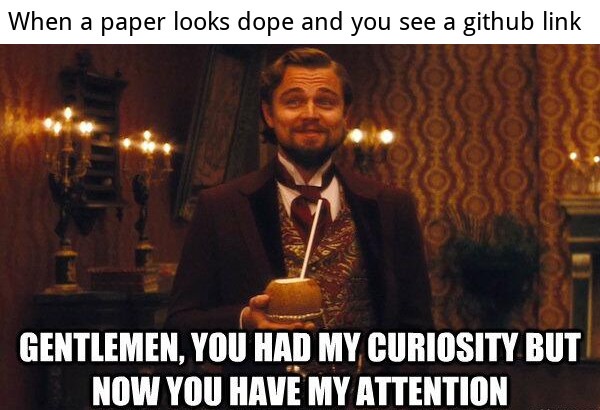 When a paper looks dope and you see a github link
GENTLEMEN, YOU HAD MY CURIOSITY BUT
NOW YOU HAVE MY ATTENTION